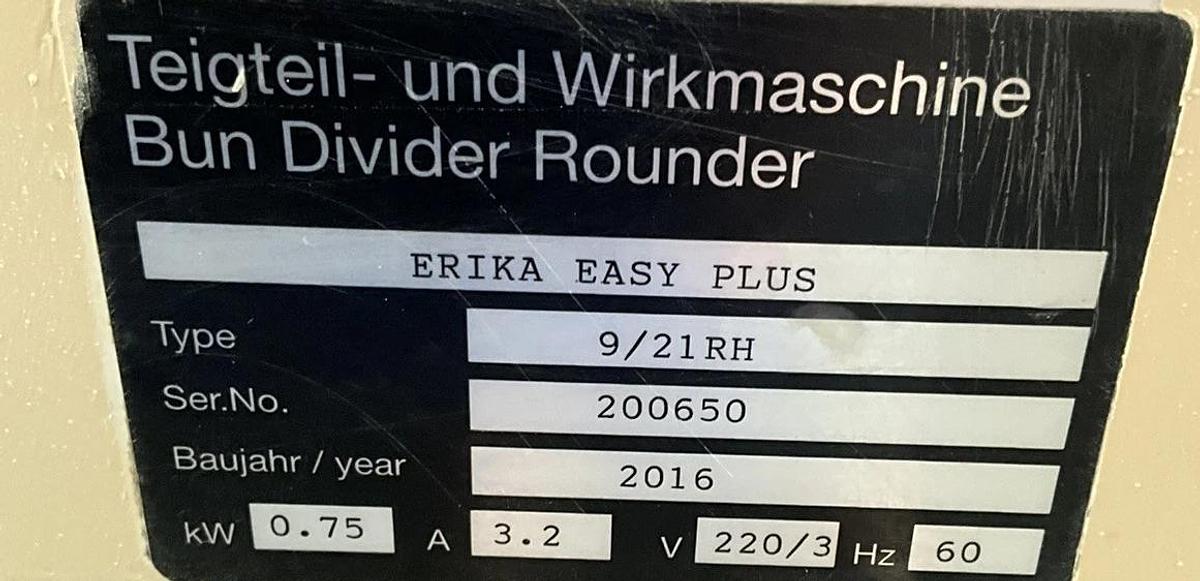 Teigteil- und Wirkmaschine
Bun Divider Rounder
ERIKA EASY PLUS
Type 9/21RH
Ser.No. 200650
Baujahr / year 2016
kW 0.75 A 3.2 V 220/3 Hz 60